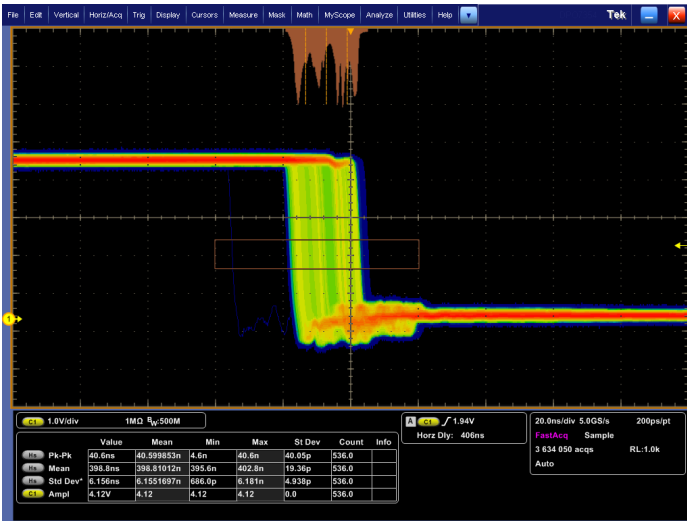 File Edit Vertical Horiz/Acq Trig Display Cursors Measure Mask Math MyScope Analyze Utilities Help Tek X
1
C1 1.0V/div 1MΩ BW:500M
A C1 1.94V
Horz Dly: 406ns
20.0ns/div 5.0GS/s 200ps/pt
FastAcq Sample
3 634 050 acqs RL:1.0k
Auto
Value Mean Min Max St Dev Count Info
Hs Pk-Pk 40.6ns 40.599853n 4.6n 40.6n 40.05p 536.0
Hs Mean 398.8ns 398.81012n 395.6n 402.8n 19.36p 536.0
Hs Std Dev* 6.156ns 6.1551697n 686.0p 6.181n 4.938p 536.0
C1 Ampl 4.12V 4.12 4.12 4.12 0.0 536.0